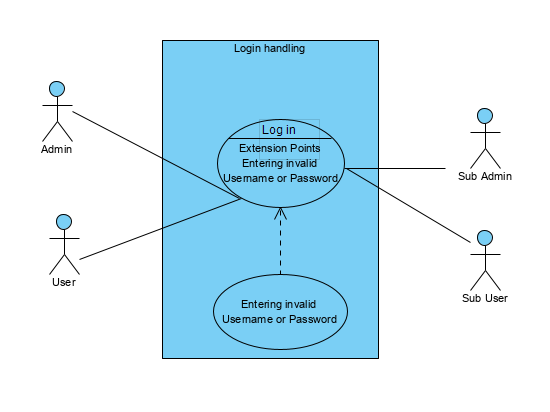 Login handling
Log in
Extension Points
Entering invalid
Username or Password
Admin
Sub Admin
User
Sub User
Entering invalid
Username or Password